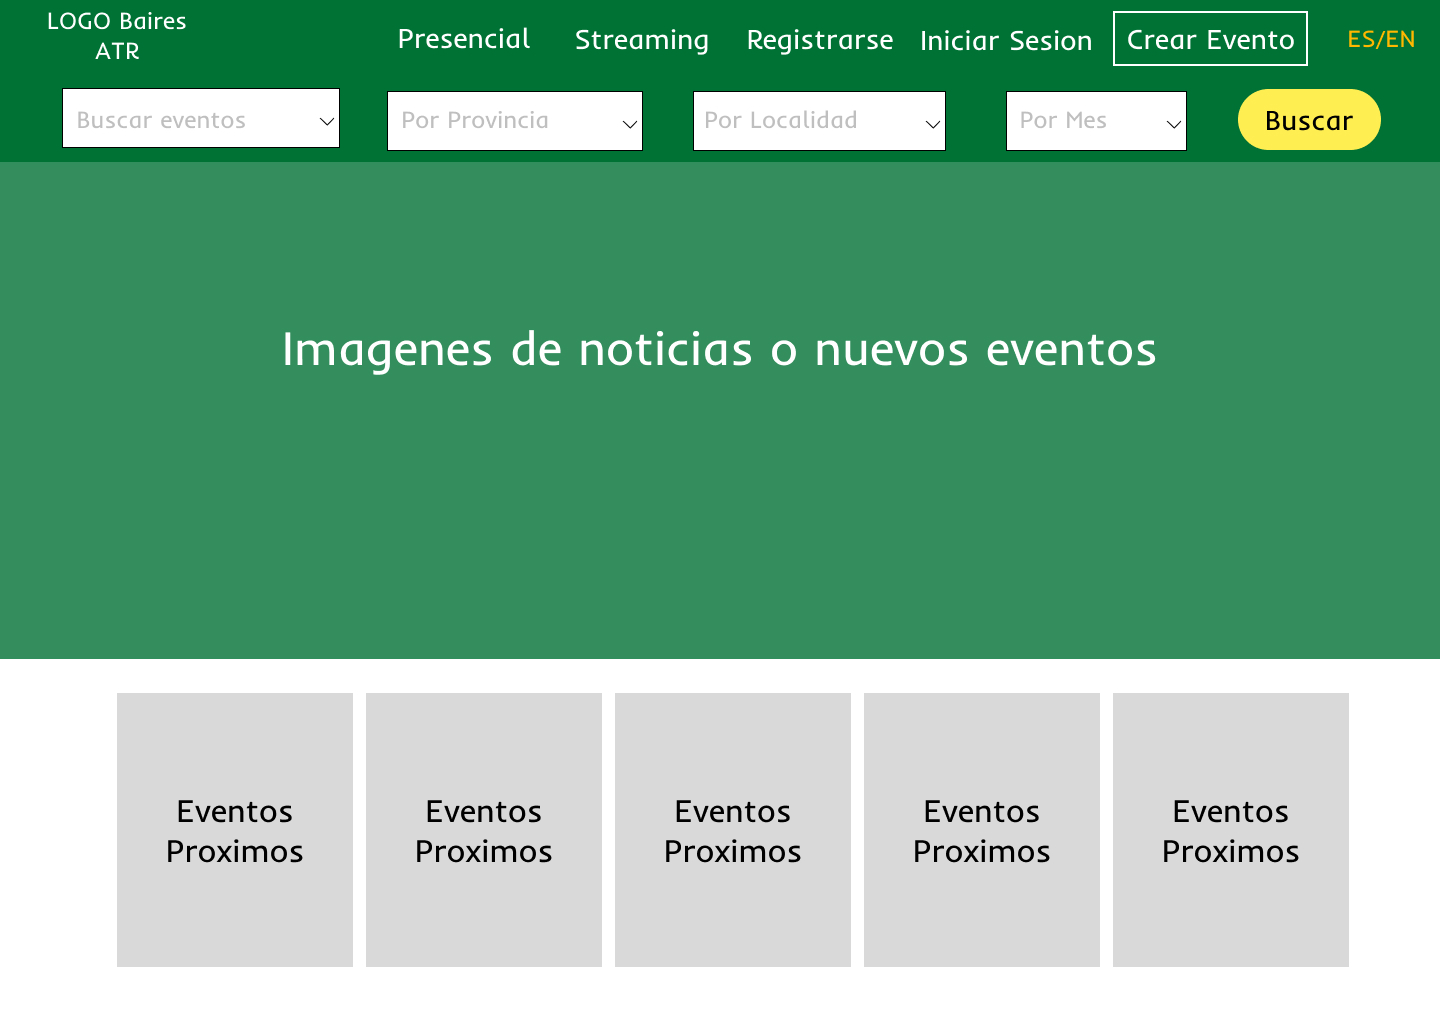 LOGO Baires
ATR
Presencial
Streaming
Registrarse
Iniciar Sesion
Crear Evento
ES/EN
Buscar eventos
Por Provincia
Por Localidad
Por Mes
Buscar
Imagenes de noticias o nuevos eventos
Eventos
Proximos
Eventos
Proximos
Eventos
Proximos
Eventos
Proximos
Eventos
Proximos